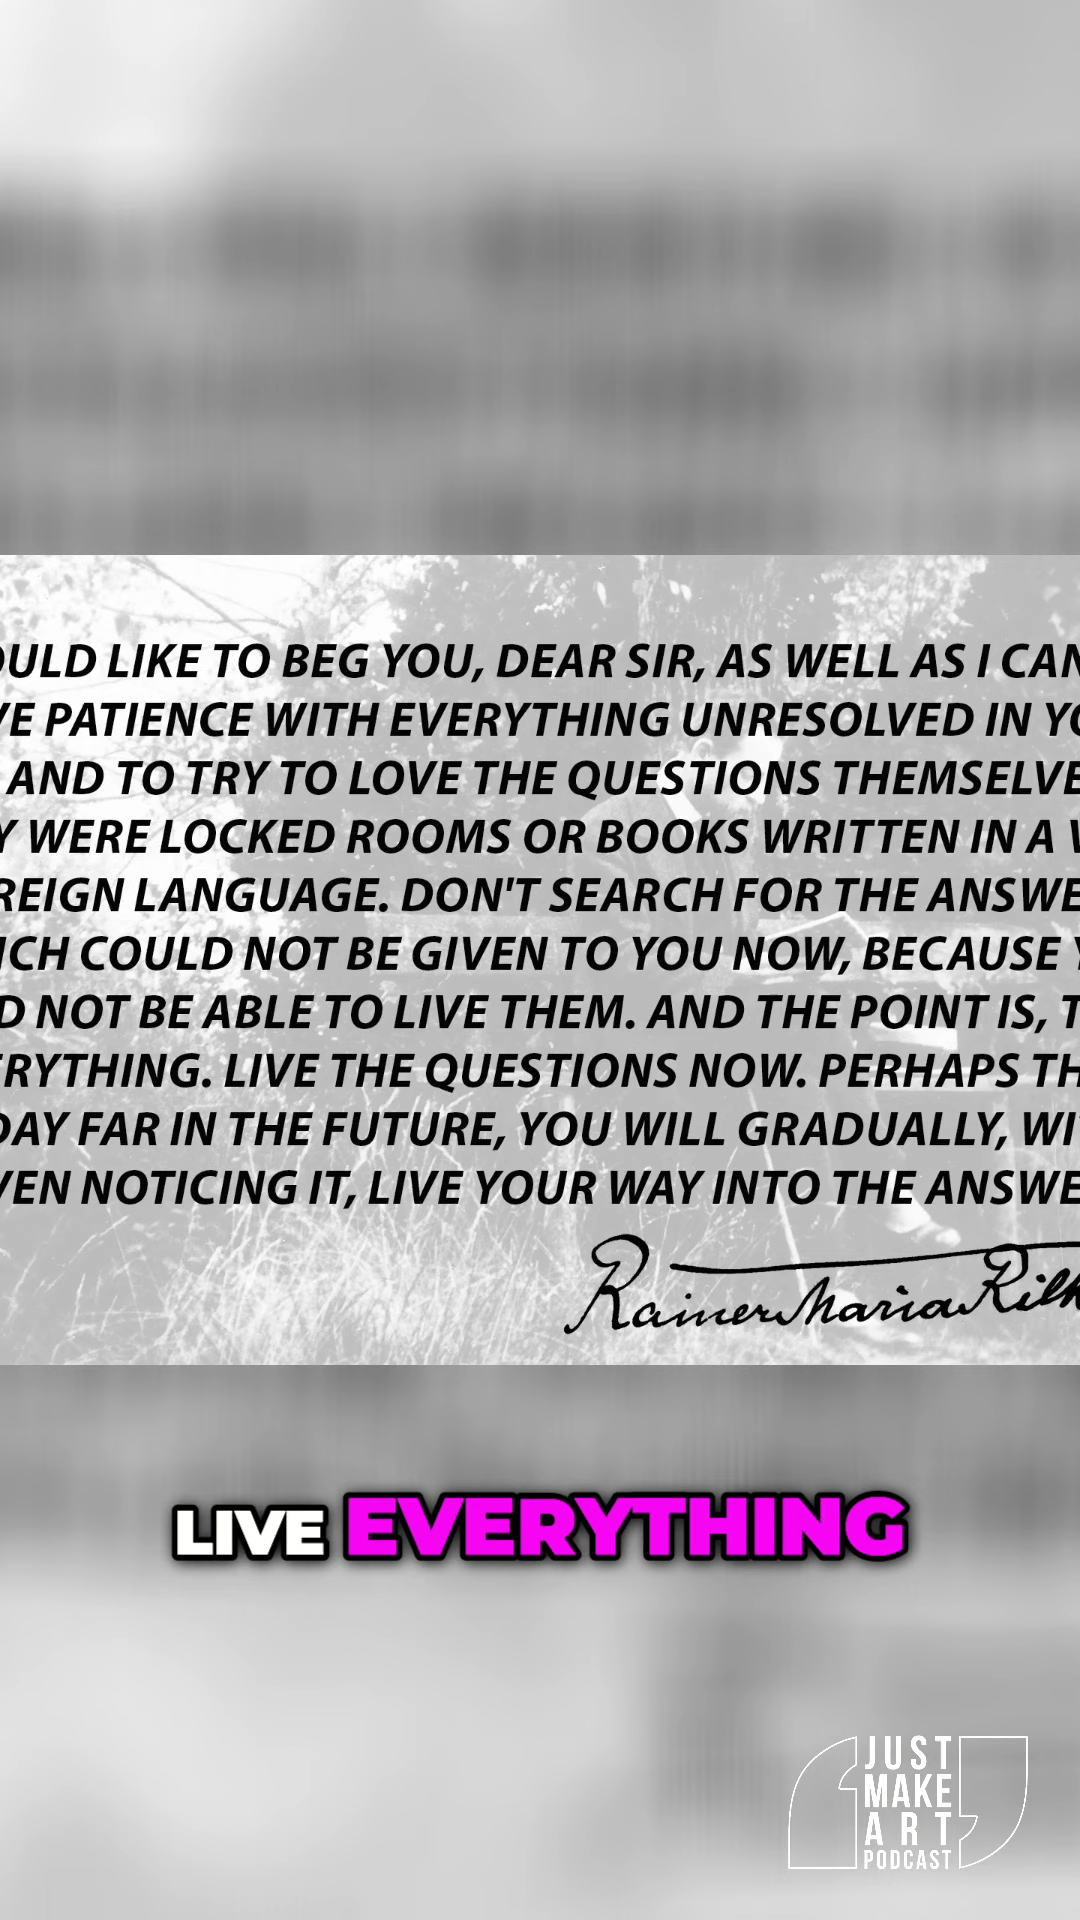 OULD LIKE TO BEG YOU, DEAR SIR, AS WELL AS I CAN
VE PATIENCE WITH EVERYTHING UNRESOLVED IN YO
AND TO TRY TO LOVE THE QUESTIONS THEMSELVE
Y WERE LOCKED ROOMS OR BOOKS WRITTEN IN A V
REIGN LANGUAGE. DON'T SEARCH FOR THE ANSWE
ICH COULD NOT BE GIVEN TO YOU NOW, BECAUSE Y
D NOT BE ABLE TO LIVE THEM. AND THE POINT IS, T
ERYTHING. LIVE THE QUESTIONS NOW. PERHAPS TH
DAY FAR IN THE FUTURE, YOU WILL GRADUALLY, WIT
VEN NOTICING IT, LIVE YOUR WAY INTO THE ANSWE
Rainer Maria Rilk
LIVE EVERYTHING
JUST
MAKE
ART
PODCAST